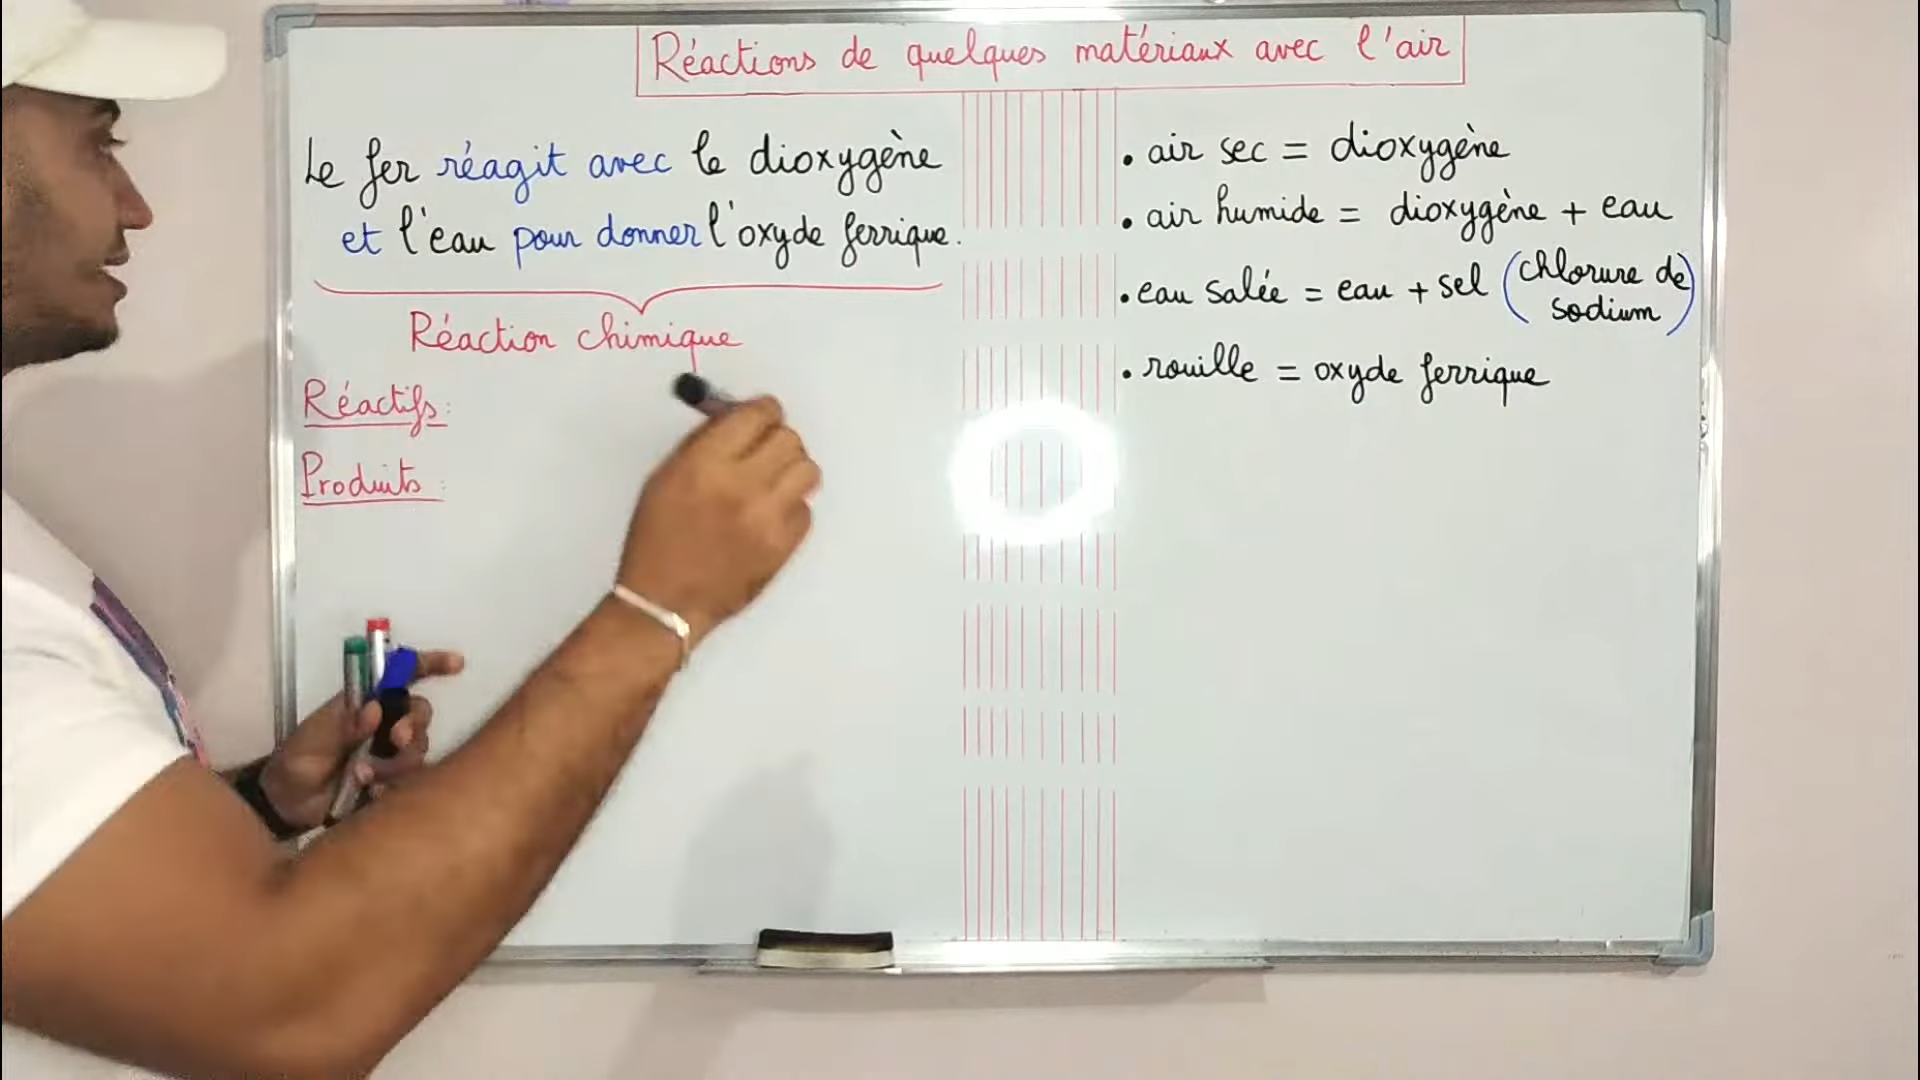 Réactions de quelques matériaux avec l'air
Le fer réagit avec le dioxygène
et l'eau pour donner l'oxyde ferrique.
Réaction chimique
Réactifs:
Produits:
• air sec = dioxygène
• air humide = dioxygène + eau
• eau salée = eau + sel (chlorure de
sodium)
• rouille = oxyde ferrique